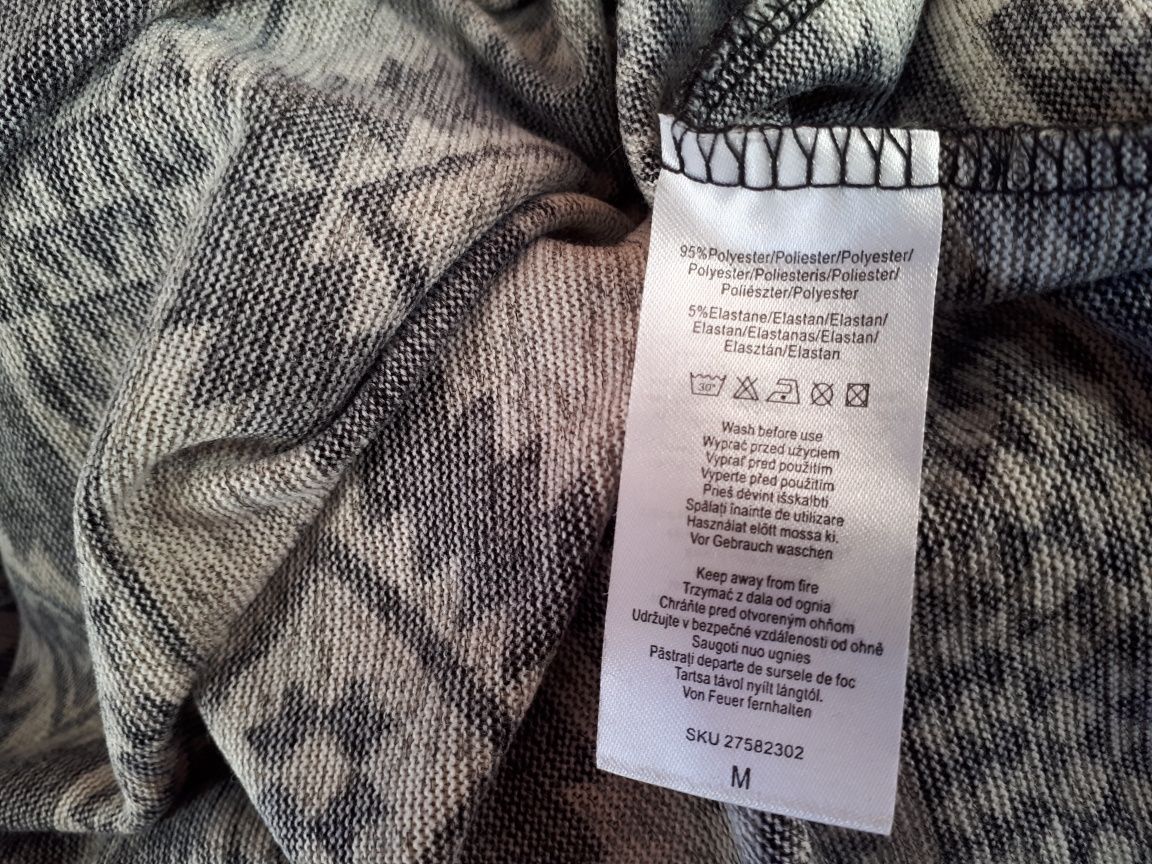 95%Polyester/Poliester/Polyester/
Polyester/Poliesteris/Poliester/
Poliészter/Polyester
5%Elastane/Elastan/Elastan/
Elastan/Elastanas/Elastan/
Elasztán/Elastan
30°
Wash before use
Wyprać przed użyciem
Vyprať pred použitím
Vyperte před použitím
Prieš dėvint išskalbti
Spălați înainte de utilizare
Használat előtt mossa ki.
Vor Gebrauch waschen
Keep away from fire
Trzymać z dala od ognia
Chráňte pred otvoreným ohňom
Udržujte v bezpečné vzdálenosti od ohně
Saugoti nuo ugnies
Păstrați departe de sursele de foc
Tartsa távol nyílt lángtól.
Von Feuer fernhalten
SKU 27582302
M